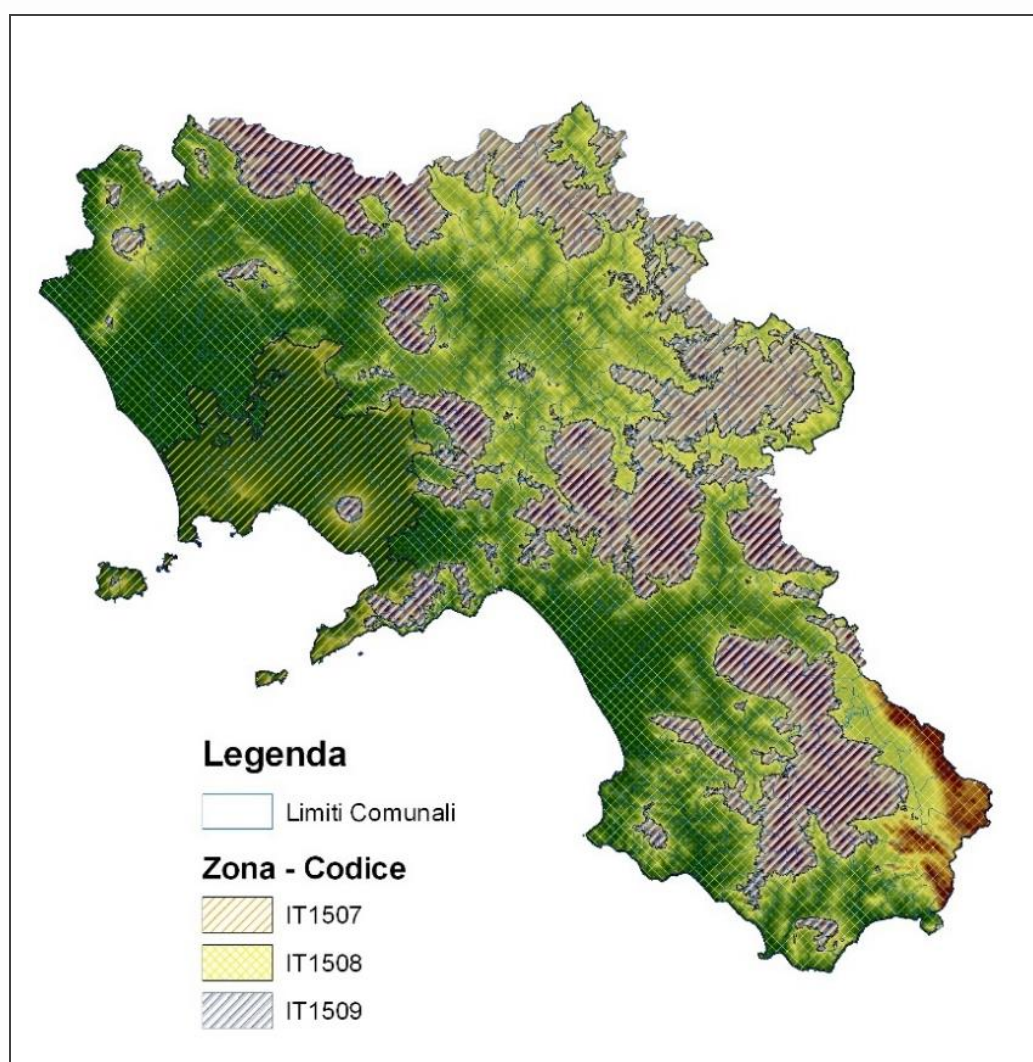 Legenda
Limiti Comunali
Zona - Codice
IT1507
IT1508
IT1509